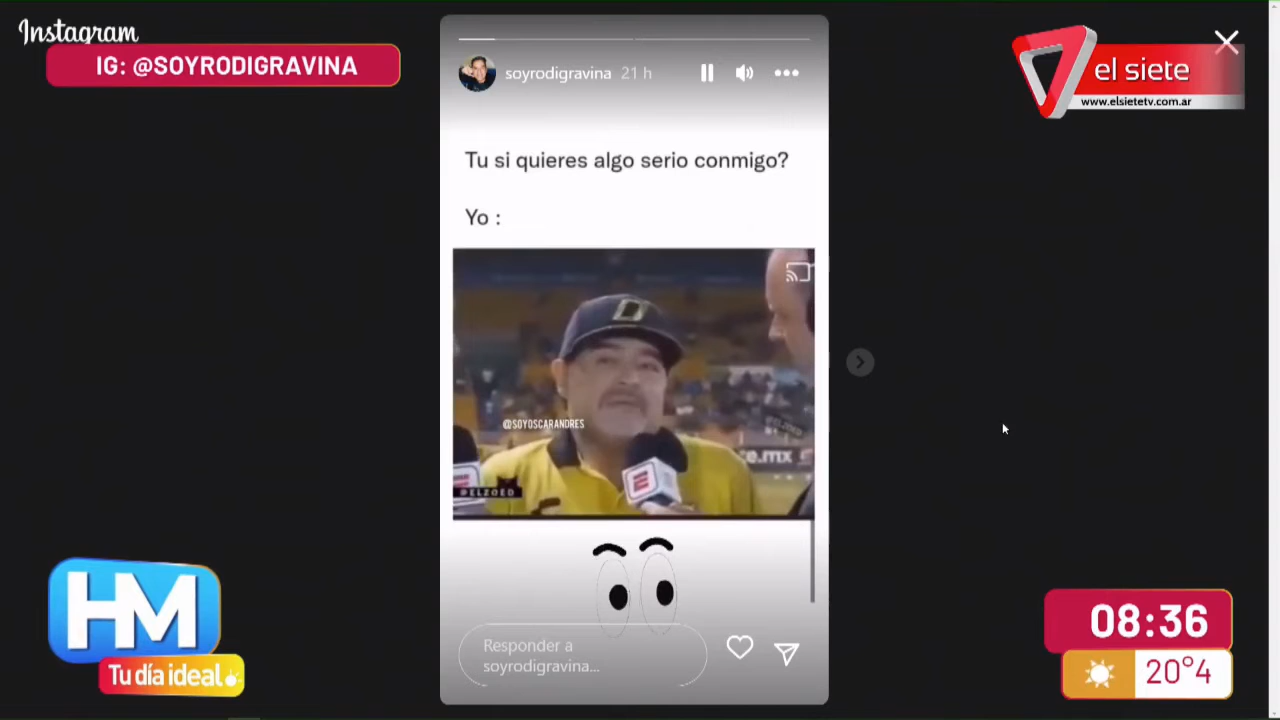 Instagram
IG: @SOYRODIGRAVINA
soyrodigravina 21 h
el siete
www.elsietetv.com.ar
Tu si quieres algo serio conmigo?
Yo :
D
@SOYOSCARANDRES
@ELZOED
e.mx
E
@ELZOED
Responder a
soyrodigravina...
HM
Tu día ideal
08:36
20°4